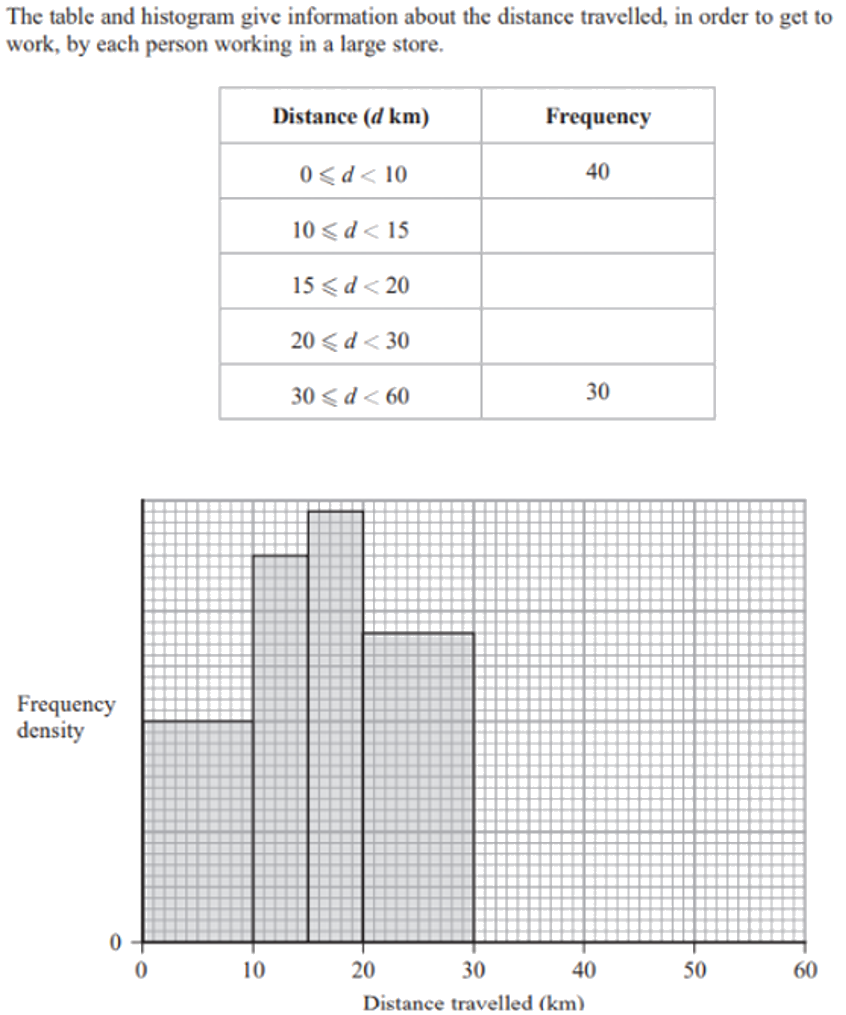 The table and histogram give information about the distance travelled, in order to get to
work, by each person working in a large store.
Distance (d km) Frequency
0 ⩽ d < 10 40
10 ⩽ d < 15
15 ⩽ d < 20
20 ⩽ d < 30
30 ⩽ d < 60 30
Frequency
density
0
0 10 20 30 40 50 60
Distance travelled (km)